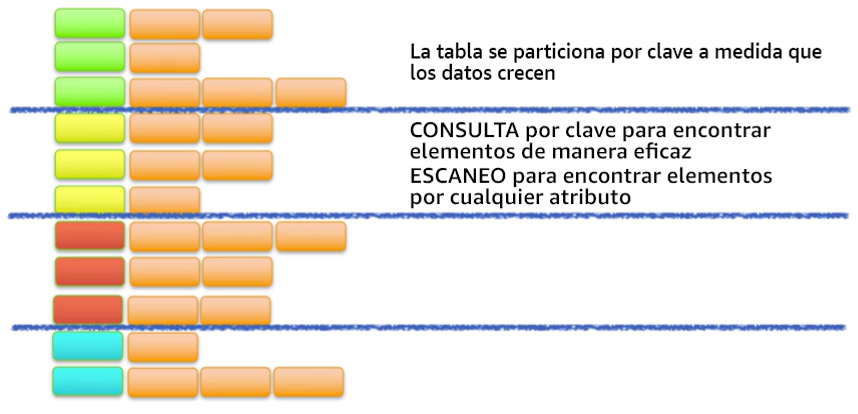 La tabla se particiona por clave a medida que
los datos crecen
CONSULTA por clave para encontrar
elementos de manera eficaz
ESCANEO para encontrar elementos
por cualquier atributo